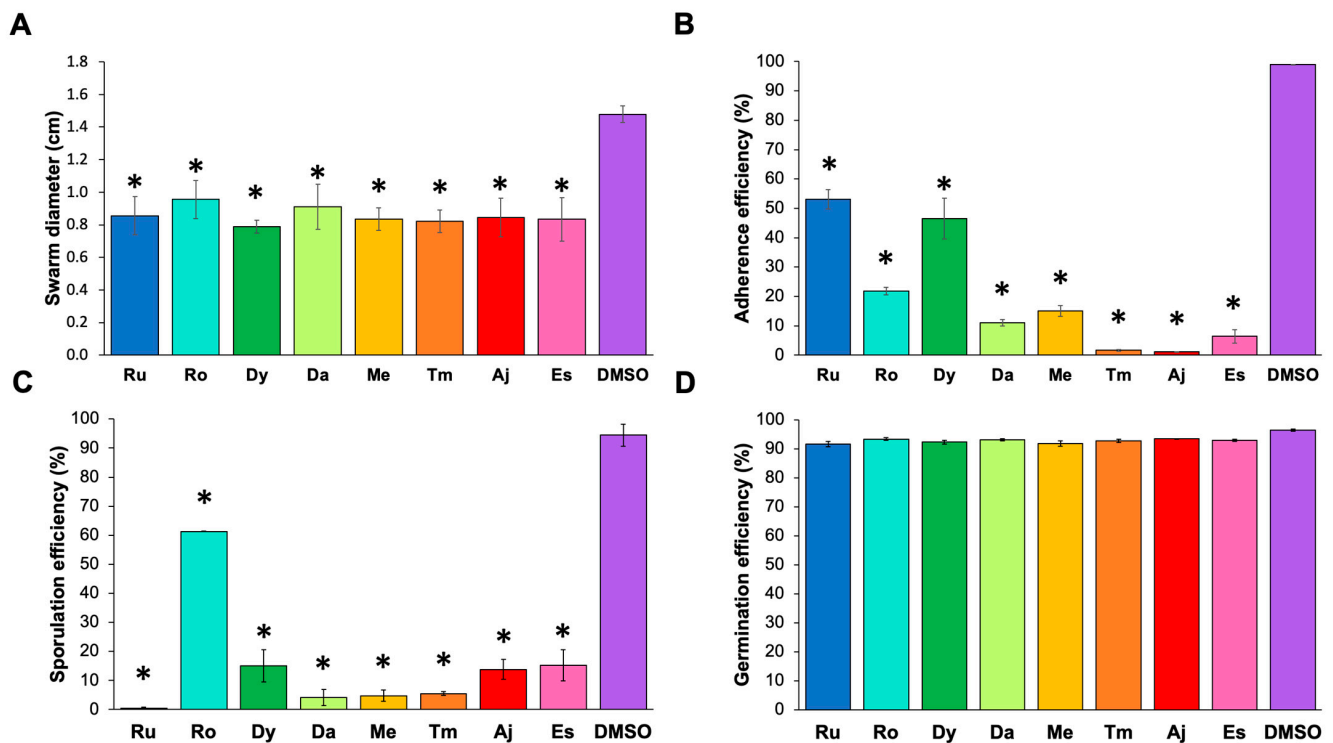 A
Swarm diameter (cm)
1.8
1.6
1.4
1.2
1.0
0.8
0.6
0.4
0.2
0.0
* * * * * * * *
Ru Ro Dy Da Me Tm Aj Es DMSO
B
Adherence efficiency (%)
100
90
80
70
60
50
40
30
20
10
0
* * * * * * * *
Ru Ro Dy Da Me Tm Aj Es DMSO
C
Sporulation efficiency (%)
100
90
80
70
60
50
40
30
20
10
0
* * * * * * * *
Ru Ro Dy Da Me Tm Aj Es DMSO
D
Germination efficiency (%)
100
90
80
70
60
50
40
30
20
10
0
Ru Ro Dy Da Me Tm Aj Es DMSO